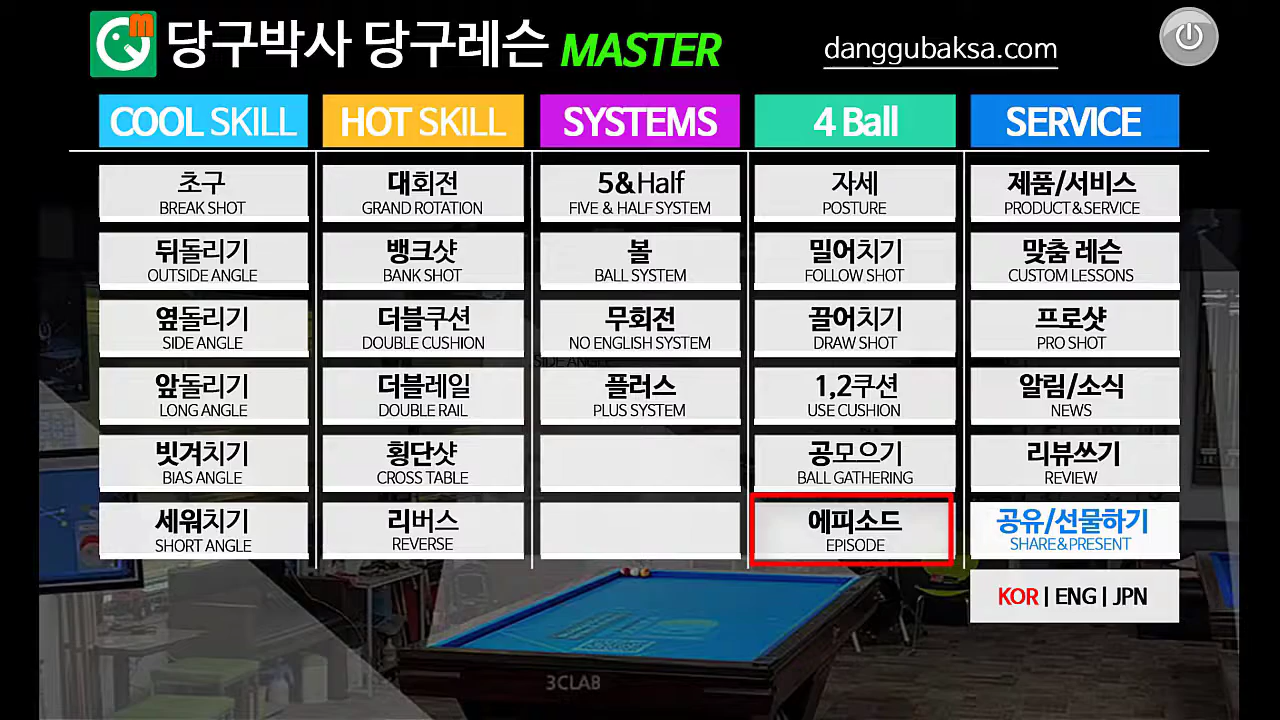 당구박사 당구레슨 MASTER
danggubaksa.com
COOL SKILL
HOT SKILL
SYSTEMS
4 Ball
SERVICE
초구
BREAK SHOT
대회전
GRAND ROTATION
5&Half
FIVE & HALF SYSTEM
자세
POSTURE
제품/서비스
PRODUCT & SERVICE
뒤돌리기
OUTSIDE ANGLE
뱅크샷
BANK SHOT
볼
BALL SYSTEM
밀어치기
FOLLOW SHOT
맞춤 레슨
CUSTOM LESSONS
옆돌리기
SIDE ANGLE
더블쿠션
DOUBLE CUSHION
무회전
NO ENGLISH SYSTEM
끌어치기
DRAW SHOT
프로샷
PRO SHOT
SIDE ANGLE
앞돌리기
LONG ANGLE
더블레일
DOUBLE RAIL
플러스
PLUS SYSTEM
1,2쿠션
USE CUSHION
알림/소식
NEWS
빗겨치기
BIAS ANGLE
횡단샷
CROSS TABLE
공모으기
BALL GATHERING
리뷰쓰기
REVIEW
세워치기
SHORT ANGLE
리버스
REVERSE
에피소드
EPISODE
공유/선물하기
SHARE & PRESENT
KOR | ENG | JPN
3CLAB